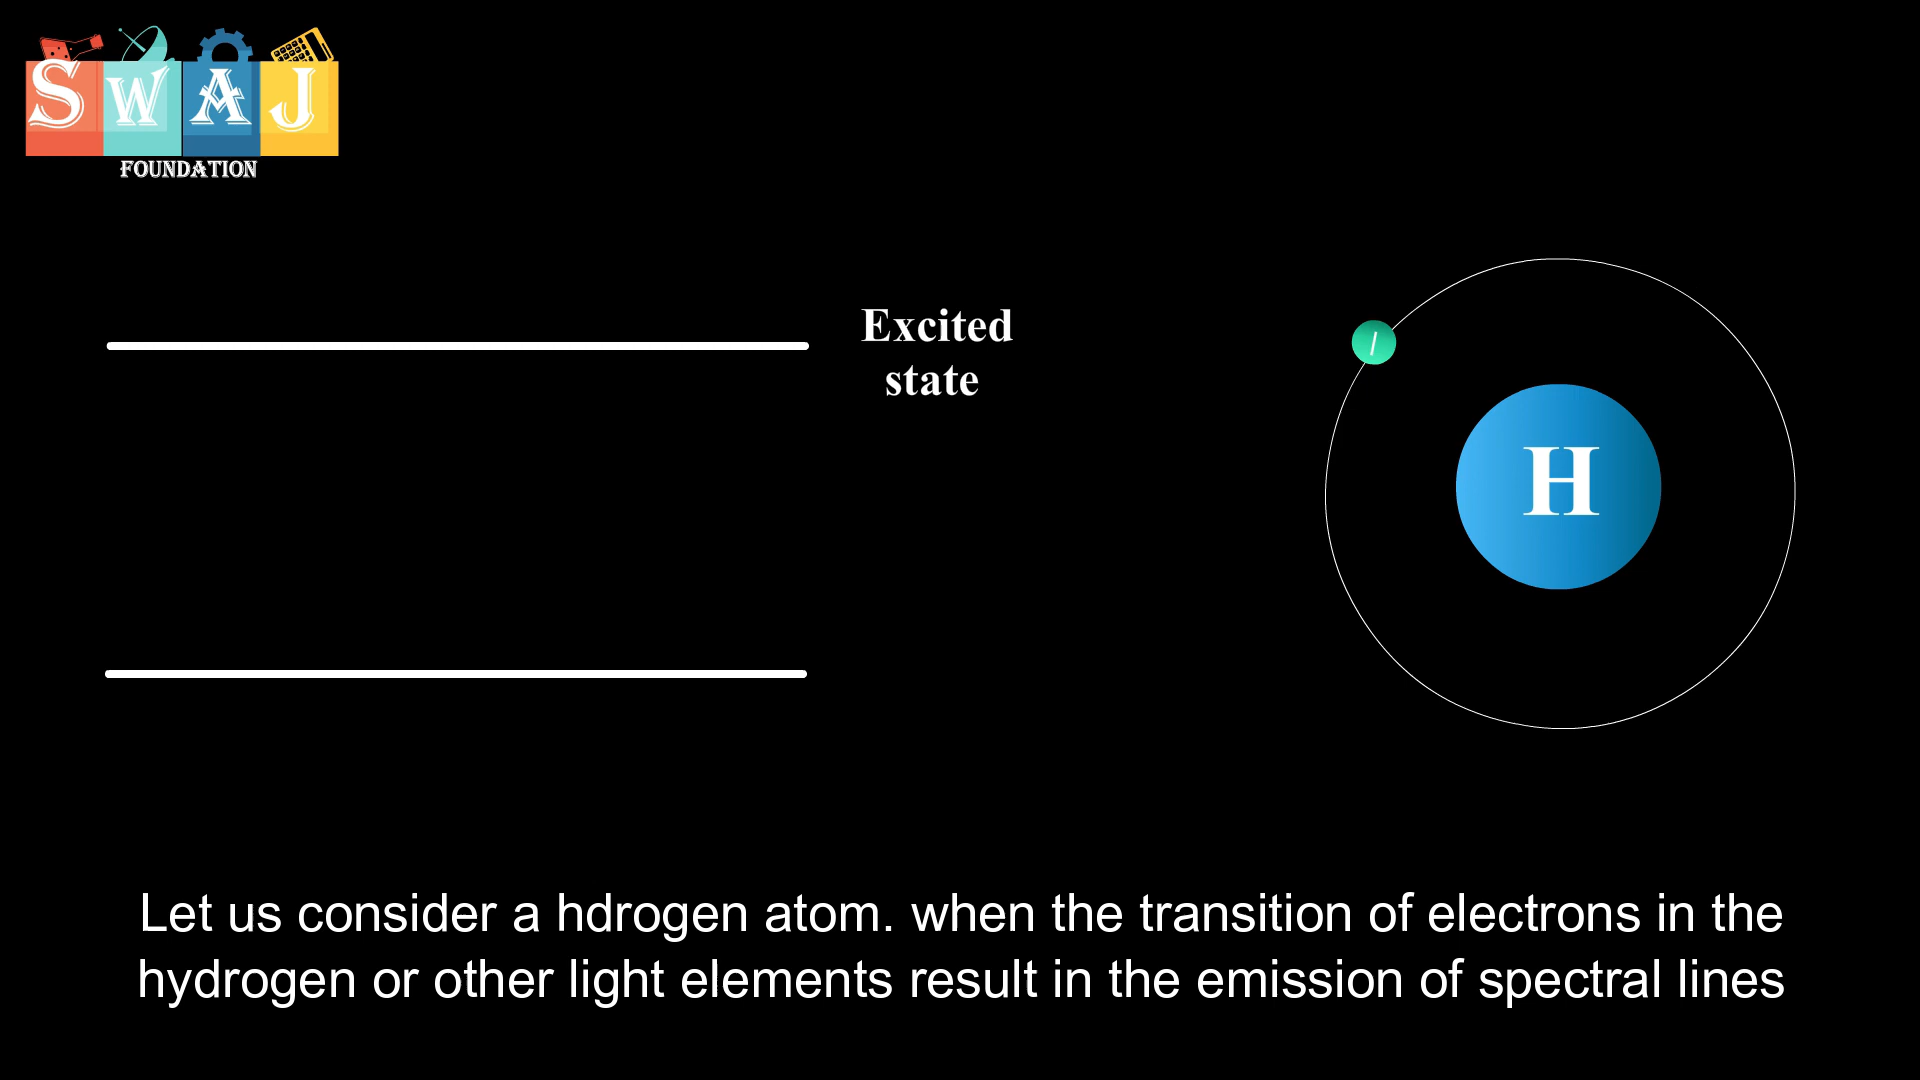 SWAJ
FOUNDATION
Excited
state
H
Let us consider a hdrogen atom. when the transition of electrons in the
hydrogen or other light elements result in the emission of spectral lines